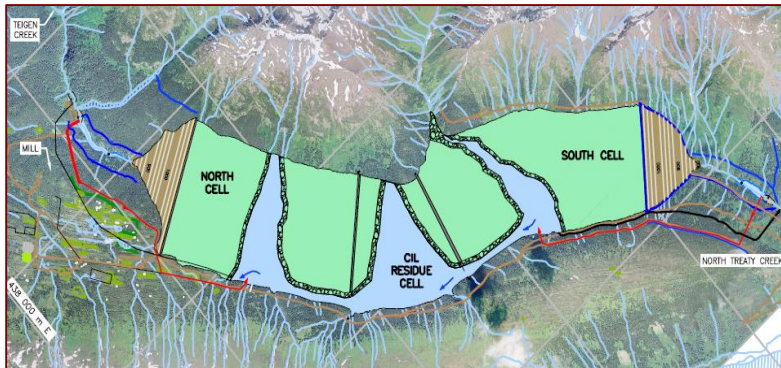 TEIGEN
CREEK
MILL
NORTH
CELL
SOUTH CELL
CIL
RESIDUE
CELL
NORTH TREATY CREEK
438 000 m E